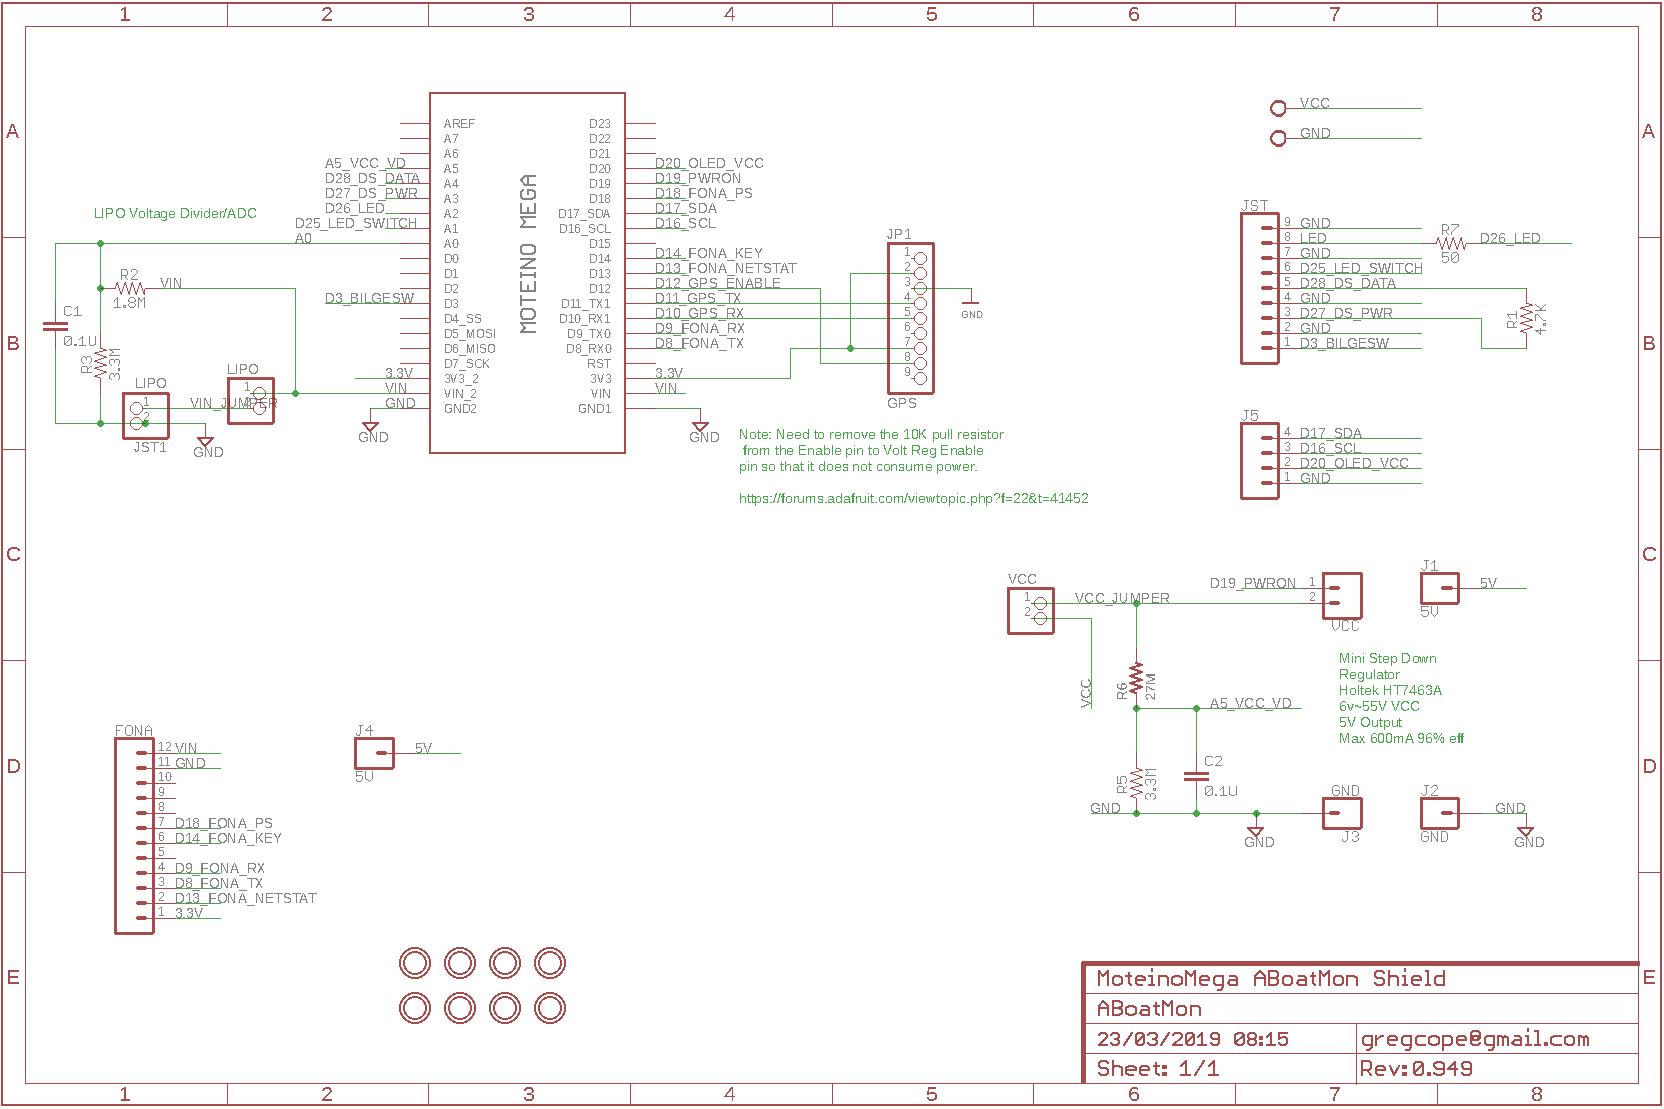 1 2 3 4 5 6 7 8
A
B
C
D
E
A
B
C
D
E
1 2 3 4 5 6 7 8
LIPO Voltage Divider/ADC
A5_VCC_VD
D28_DS_DATA
D27_DS_PWR
D26_LED
D25_LED_SWITCH
A0
D3_BILGESW
3.3V
VIN
GND
GND
R2
1.8M
VIN
C1
0.1U
R3
3.3M
LIPO
1
2
JST1
VIN_JUMPER
LIPO
1
2
GND
MOTEINO MEGA
AREF
A7
A6
A5
A4
A3
A2
A1
A0
D0
D1
D2
D3
D4_SS
D5_MOSI
D6_MISO
D7_SCK
3V3_2
VIN_2
GND2
D23
D22
D21
D20
D19
D18
D17_SDA
D16_SCL
D15
D14
D13
D12
D11_TX1
D10_RX1
D9_TX0
D8_RX0
RST
3V3
VIN
GND1
D20_OLED_VCC
D19_PWRON
D18_FONA_PS
D17_SDA
D16_SCL
D14_FONA_KEY
D13_FONA_NETSTAT
D12_GPS_ENABLE
D11_GPS_TX
D10_GPS_RX
D9_FONA_RX
D8_FONA_TX
3.3V
VIN
GND
JP1
1
2
3
4
5
6
7
8
9
GPS
GND
Note: Need to remove the 10K pull resistor
from the Enable pin to Volt Reg Enable
pin so that it does not consume power.
https://forums.adafruit.com/viewtopic.php?f=22&t=41452
VCC
GND
JST
9 GND
8 LED
7 GND
6 D25_LED_SWITCH
5 D28_DS_DATA
4 GND
3 D27_DS_PWR
2 GND
1 D3_BILGESW
R7
50
D26_LED
R1
4.7K
J5
4 D17_SDA
3 D16_SCL
2 D20_OLED_VCC
1 GND
VCC
1
2
VCC_JUMPER
VCC
D19_PWRON
1
2
VCC
J1
5V
5V
R6
27M
A5_VCC_VD
R5
3.3M
C2
0.1U
GND
GND
GND
J3
J2
GND
GND
GND
Mini Step Down
Regulator
Holtek HT7463A
6v~55V VCC
5V Output
Max 600mA 96% eff
FONA
12 VIN
11 GND
10
9
8
7 D18_FONA_PS
6 D14_FONA_KEY
5
4 D9_FONA_RX
3 D8_FONA_TX
2 D13_FONA_NETSTAT
1 3.3V
J4
5V
5V
MoteinoMega ABoatMon Shield
ABoatMon
23/03/2019 08:15
gregcope@gmail.com
Sheet: 1/1
Rev:0.949